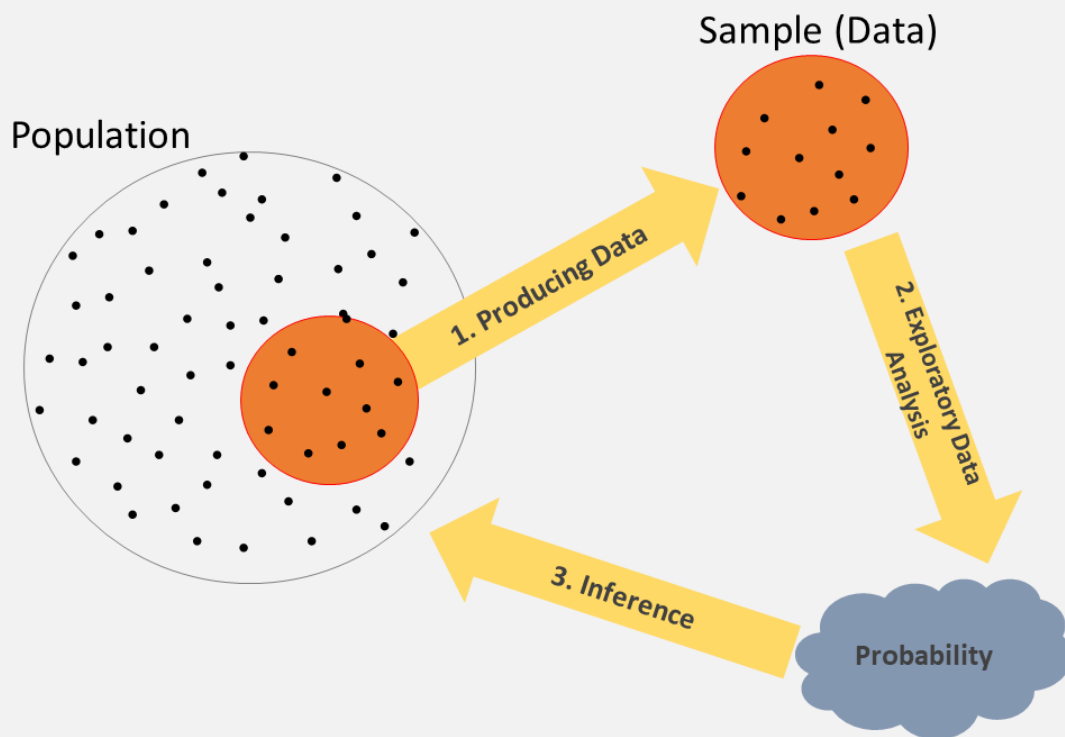 Sample (Data)
Population
1. Producing Data
2. Exploratory Data
Analysis
3. Inference
Probability